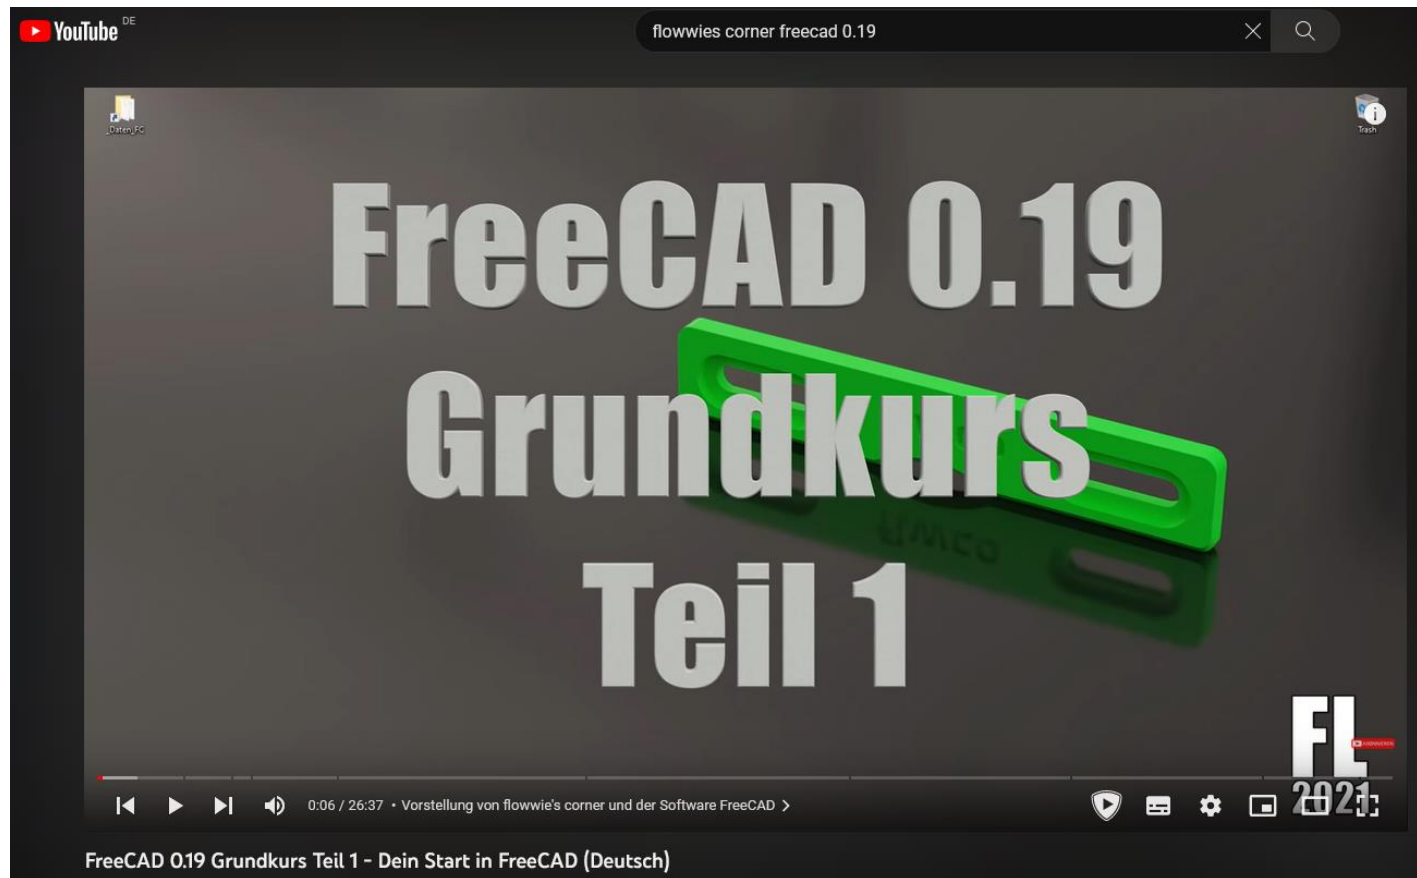 YouTube DE
flowwies corner freecad 0.19
_Daten_FC
Trash
FreeCAD 0.19
Grundkurs
Teil 1
FL
ABONNIEREN
2021
0:06 / 26:37 • Vorstellung von flowwie's corner und der Software FreeCAD
FreeCAD 0.19 Grundkurs Teil 1 - Dein Start in FreeCAD (Deutsch)